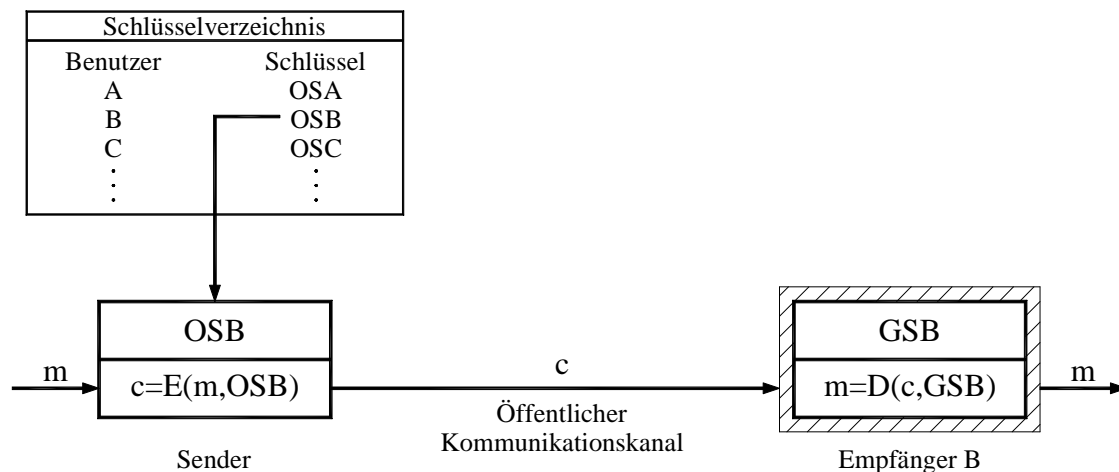 Schlüsselverzeichnis
Benutzer Schlüssel
A OSA
B OSB
C OSC
OSB GSB
m c=E(m,OSB) c m=D(c,GSB) m
Öffentlicher
Kommunikationskanal
Sender Empfänger B